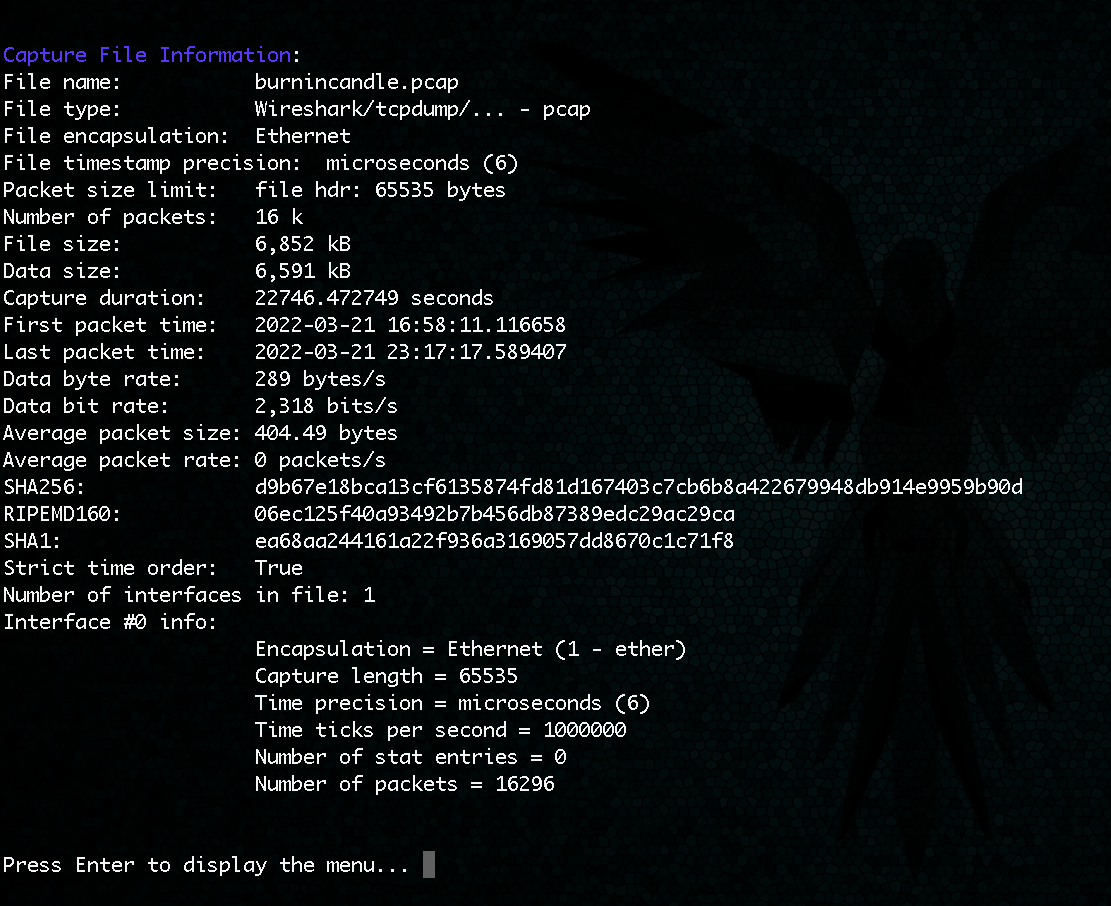 Capture File Information:
File name: burnincandle.pcap
File type: Wireshark/tcpdump/... - pcap
File encapsulation: Ethernet
File timestamp precision: microseconds (6)
Packet size limit: file hdr: 65535 bytes
Number of packets: 16 k
File size: 6,852 kB
Data size: 6,591 kB
Capture duration: 22746.472749 seconds
First packet time: 2022-03-21 16:58:11.116658
Last packet time: 2022-03-21 23:17:17.589407
Data byte rate: 289 bytes/s
Data bit rate: 2,318 bits/s
Average packet size: 404.49 bytes
Average packet rate: 0 packets/s
SHA256: d9b67e18bca13cf6135874fd81d167403c7cb6b8a422679948db914e9959b90d
RIPEMD160: 06ec125f40a93492b7b456db87389edc29ac29ca
SHA1: ea68aa244161a22f936a3169057dd8670c1c71f8
Strict time order: True
Number of interfaces in file: 1
Interface #0 info:
Encapsulation = Ethernet (1 - ether)
Capture length = 65535
Time precision = microseconds (6)
Time ticks per second = 1000000
Number of stat entries = 0
Number of packets = 16296
Press Enter to display the menu...